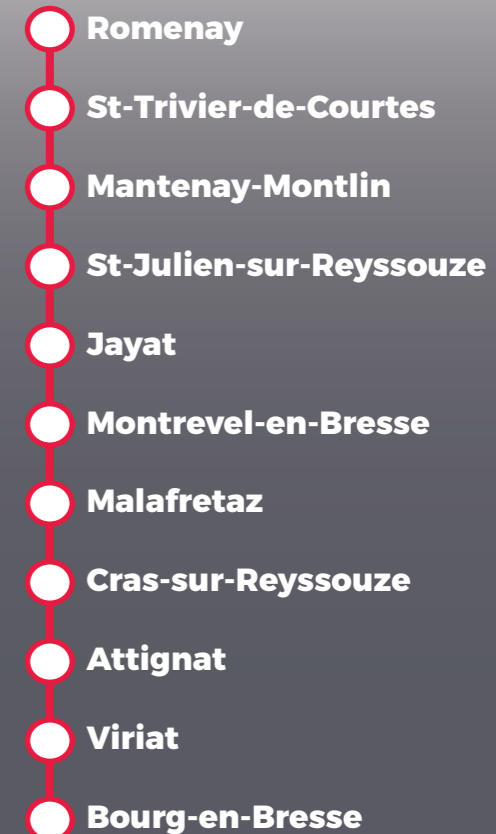 Romenay
St-Trivier-de-Courtes
Mantenay-Montlin
St-Julien-sur-Reyssouze
Jayat
Montrevel-en-Bresse
Malafretaz
Cras-sur-Reyssouze
Attignat
Viriat
Bourg-en-Bresse